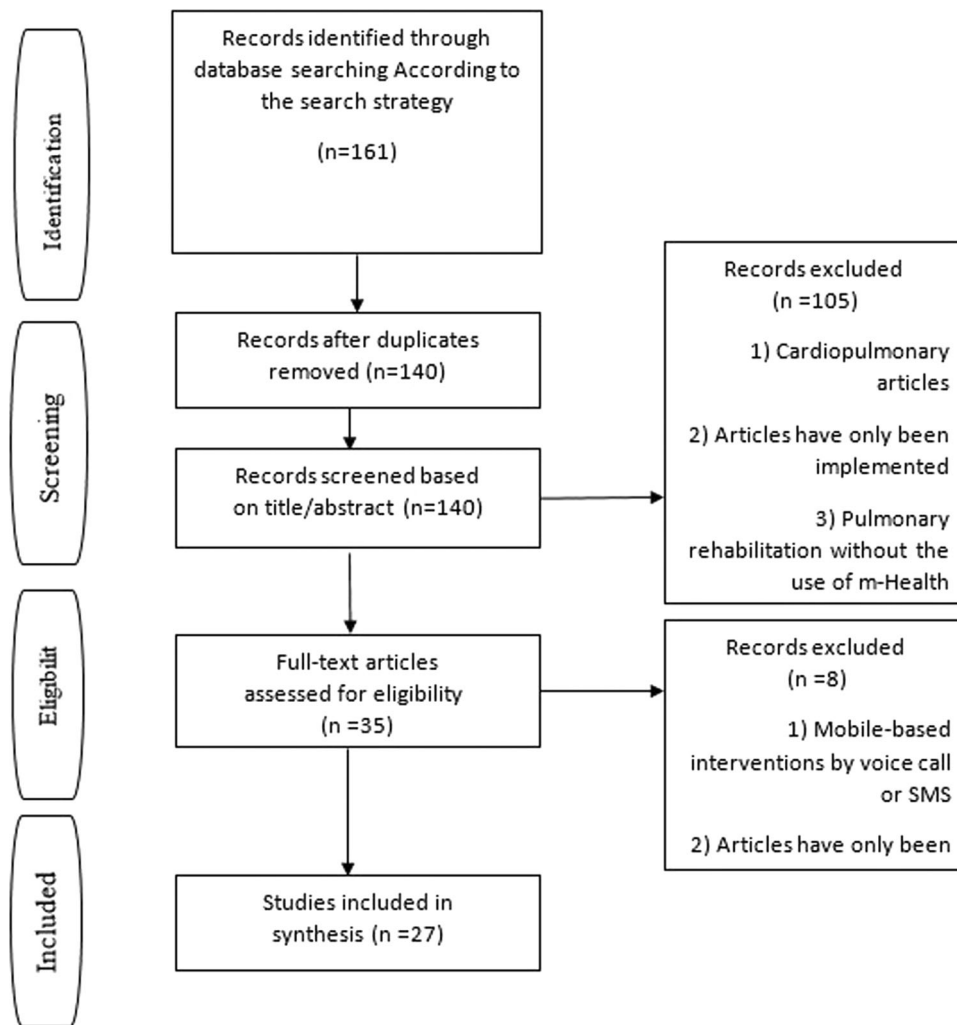 Identification
Records identified through
database searching According to
the search strategy
(n=161)
Screening
Records after duplicates
removed (n=140)
Records screened based
on title/abstract (n=140)
Records excluded
(n =105)
1) Cardiopulmonary
articles
2) Articles have only been
implemented
3) Pulmonary
rehabilitation without the
use of m-Health
Eligibilit
Full-text articles
assessed for eligibility
(n =35)
Records excluded
(n =8)
1) Mobile-based
interventions by voice call
or SMS
2) Articles have only been
Included
Studies included in
synthesis (n =27)